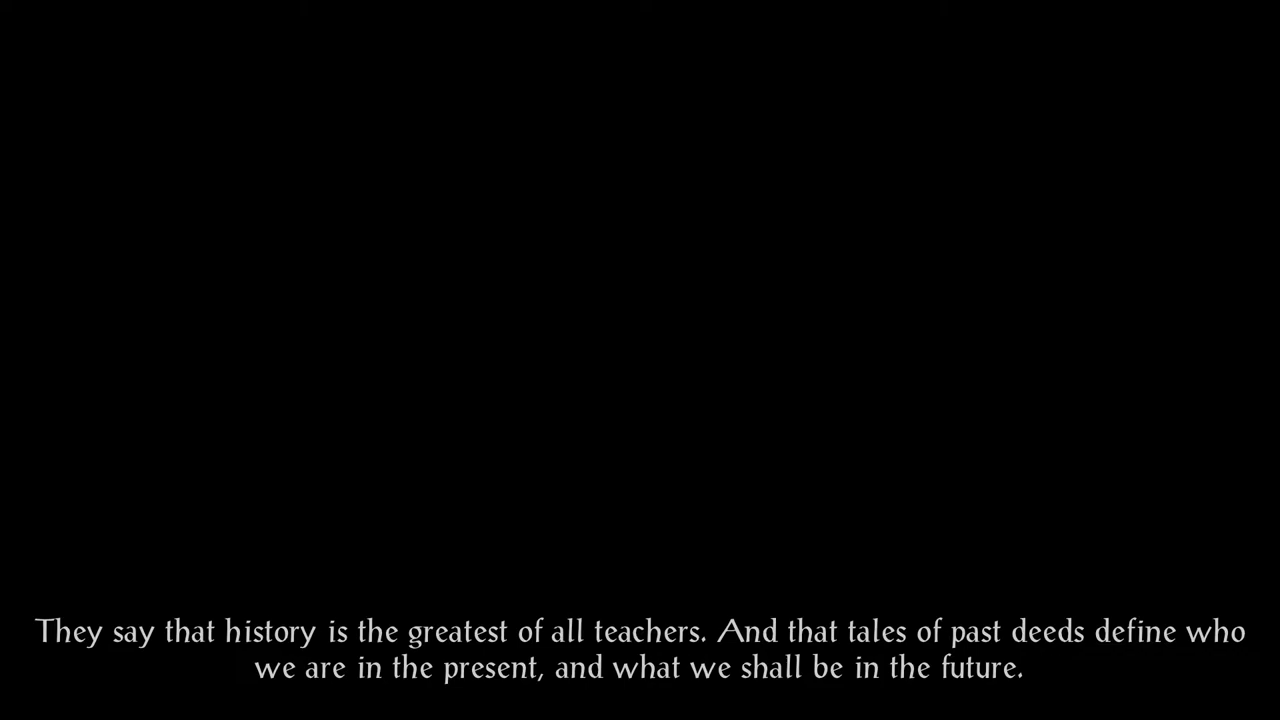 They say that history is the greatest of all teachers. And that tales of past deeds define who
we are in the present, and what we shall be in the future.